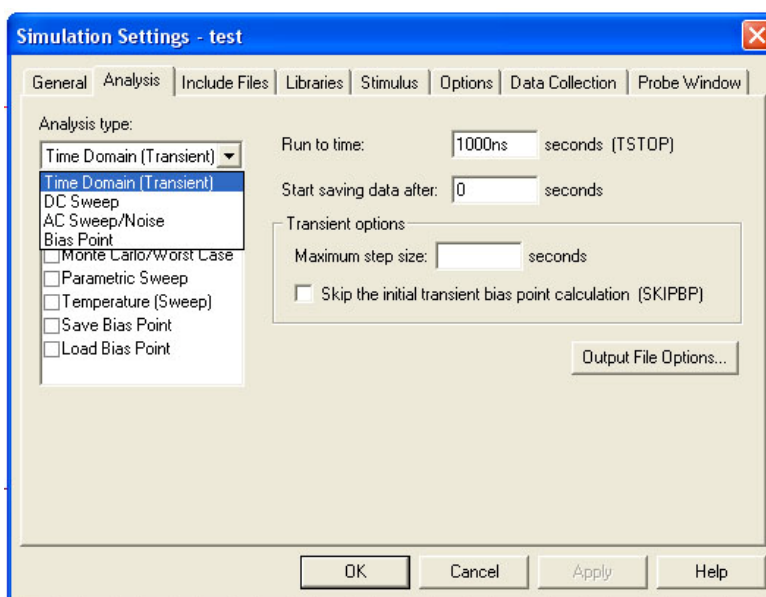 Simulation Settings - test
General Analysis Include Files Libraries Stimulus Options Data Collection Probe Window
Analysis type:
Time Domain (Transient)
Time Domain (Transient)
DC Sweep
AC Sweep/Noise
Bias Point
Monte Carlo/Worst Case
Parametric Sweep
Temperature (Sweep)
Save Bias Point
Load Bias Point
Run to time: 1000ns seconds (TSTOP)
Start saving data after: 0 seconds
Transient options
Maximum step size: seconds
Skip the initial transient bias point calculation (SKIPBP)
Output File Options...
OK Cancel Apply Help